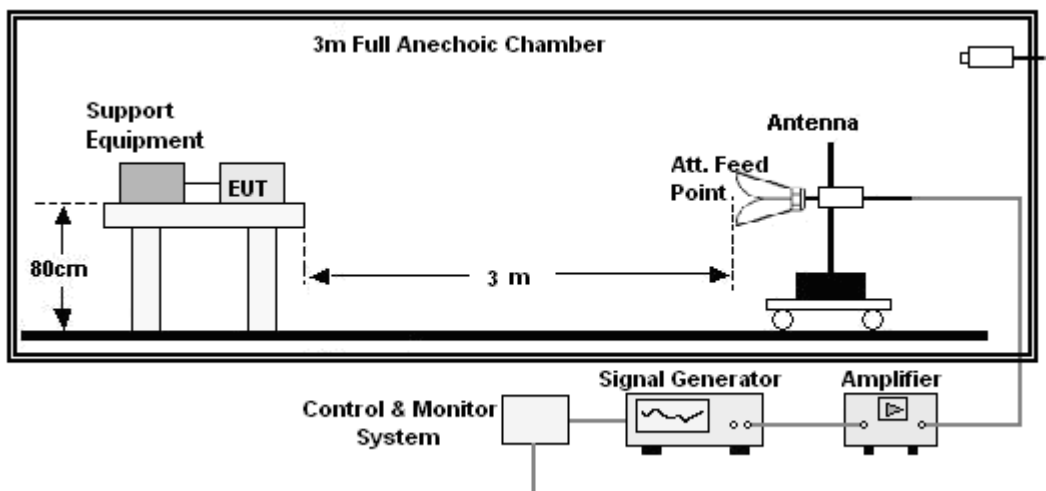 3m Full Anechoic Chamber
Support
Equipment
EUT
Antenna
Att. Feed
Point
80cm
3 m
Signal Generator
Amplifier
Control & Monitor
System